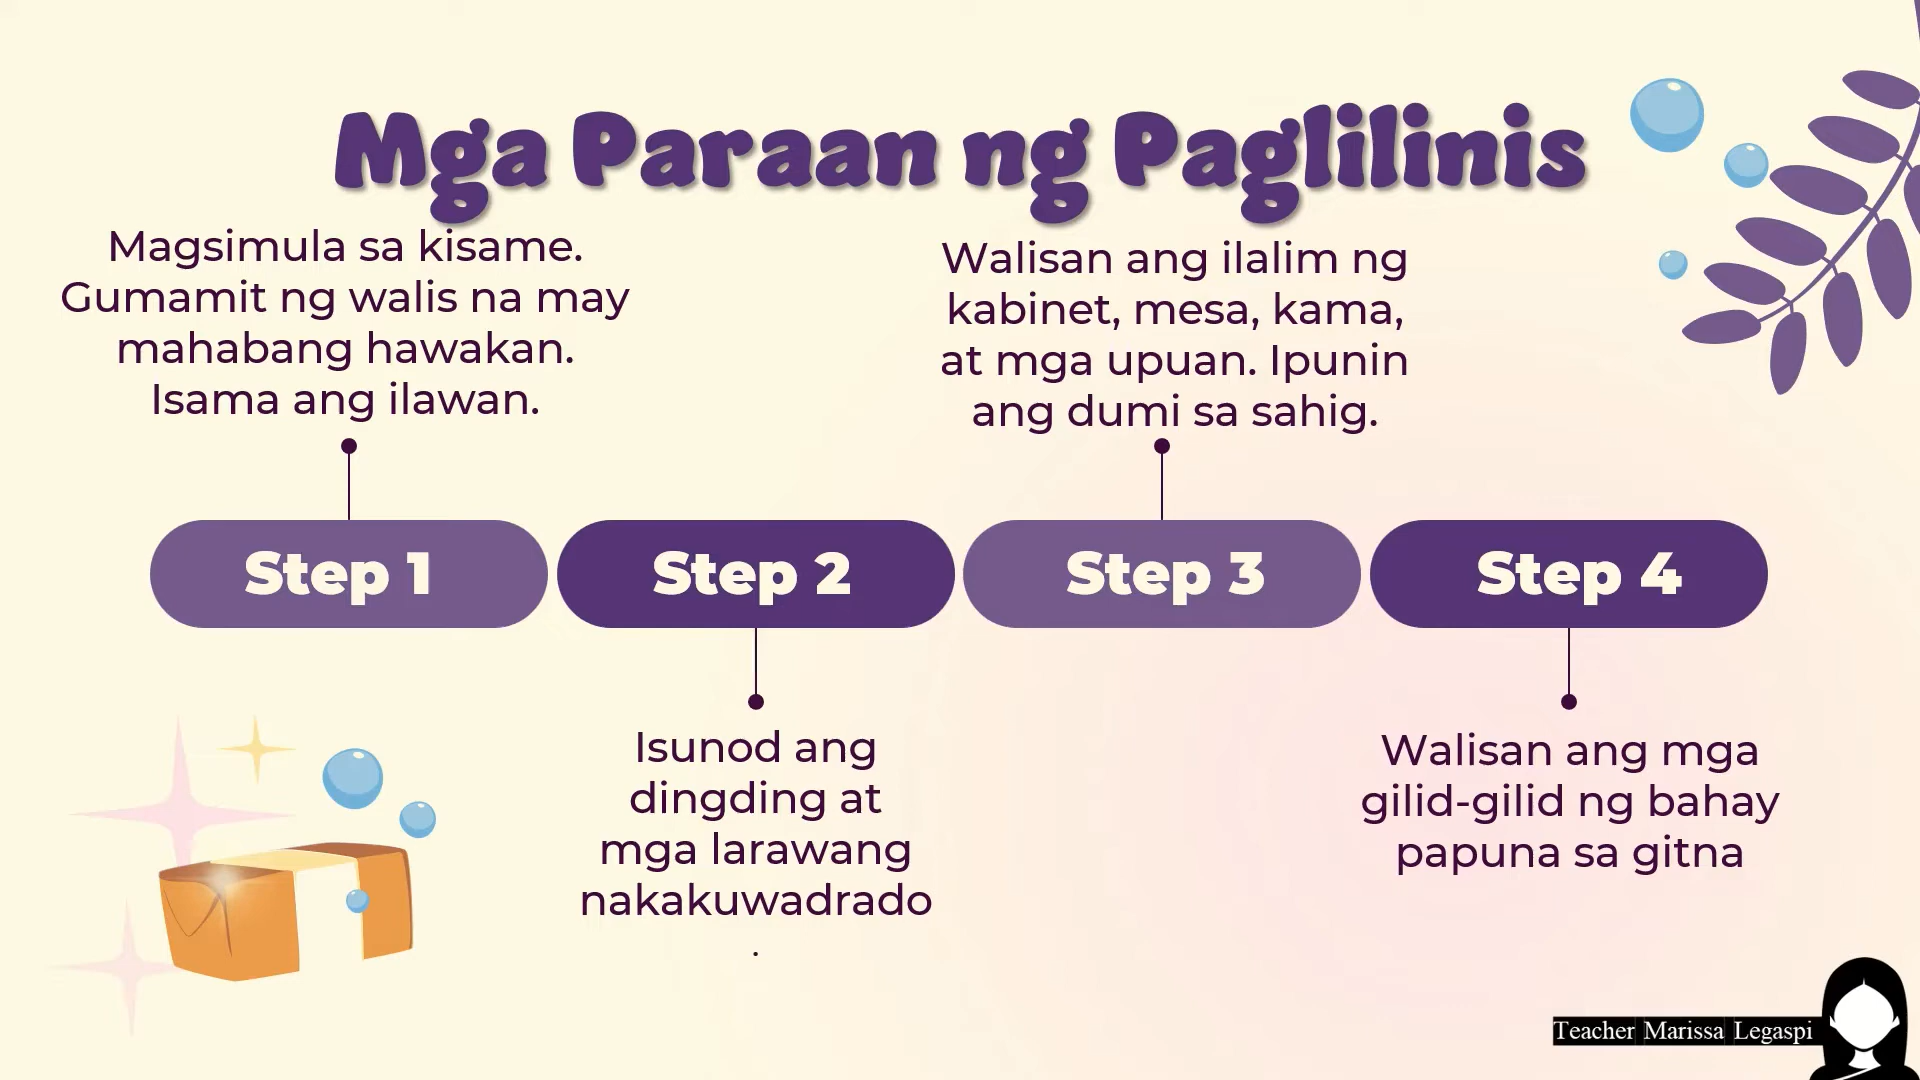 Mga Paraan ng Paglilinis
Magsimula sa kisame.
Gumamit ng walis na may
mahabang hawakan.
Isama ang ilawan.
Walisan ang ilalim ng
kabinet, mesa, kama,
at mga upuan. Ipunin
ang dumi sa sahig.
Step 1
Step 2
Step 3
Step 4
Isunod ang
dingding at
mga larawang
nakakuwadrado
.
Walisan ang mga
gilid-gilid ng bahay
papuna sa gitna
Teacher Marissa Legaspi